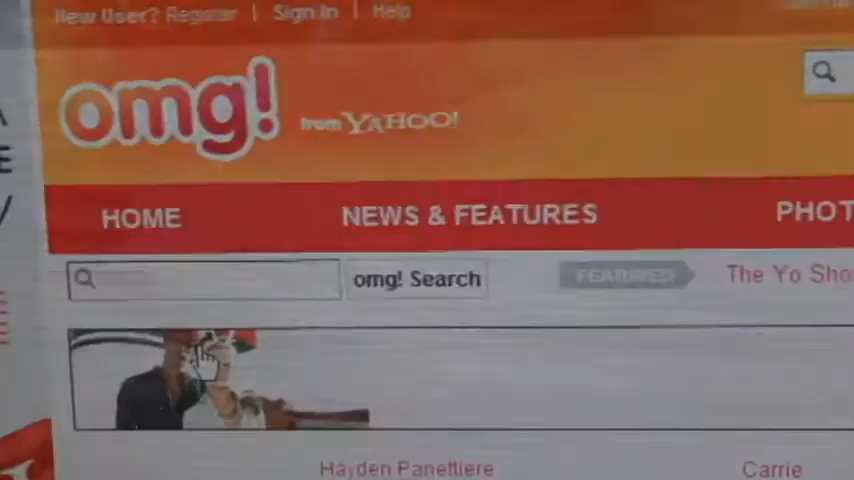 New User? Register | Sign In | Help
omg! from YAHOO!
HOME NEWS & FEATURES PHOT
omg! Search FEATURED The Yo Sho
Hayden Panettiere Carrie